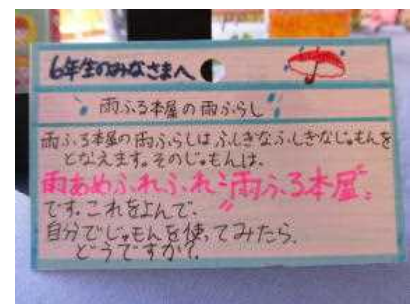 6年生のみなさまへ
雨ふる本屋の雨ふらし
雨ふる本屋の雨ふらしはふしぎなふしぎなじゅもんを
となえます。そのじゅもんは、
雨あめふれふれ〝雨ふる本屋〟
です。これをよんで、
自分でじゅもんを使ってみたら、
どうですか?